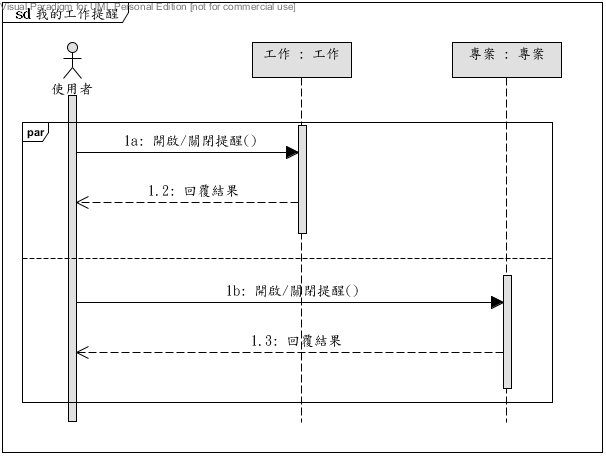 Visual Paradigm for UML Personal Edition [not for commercial use]
sd 我的工作提醒
工作 : 工作
專案 : 專案
使用者
par
1a: 開啟/關閉提醒()
1.2: 回覆結果
1b: 開啟/關閉提醒()
1.3: 回覆結果